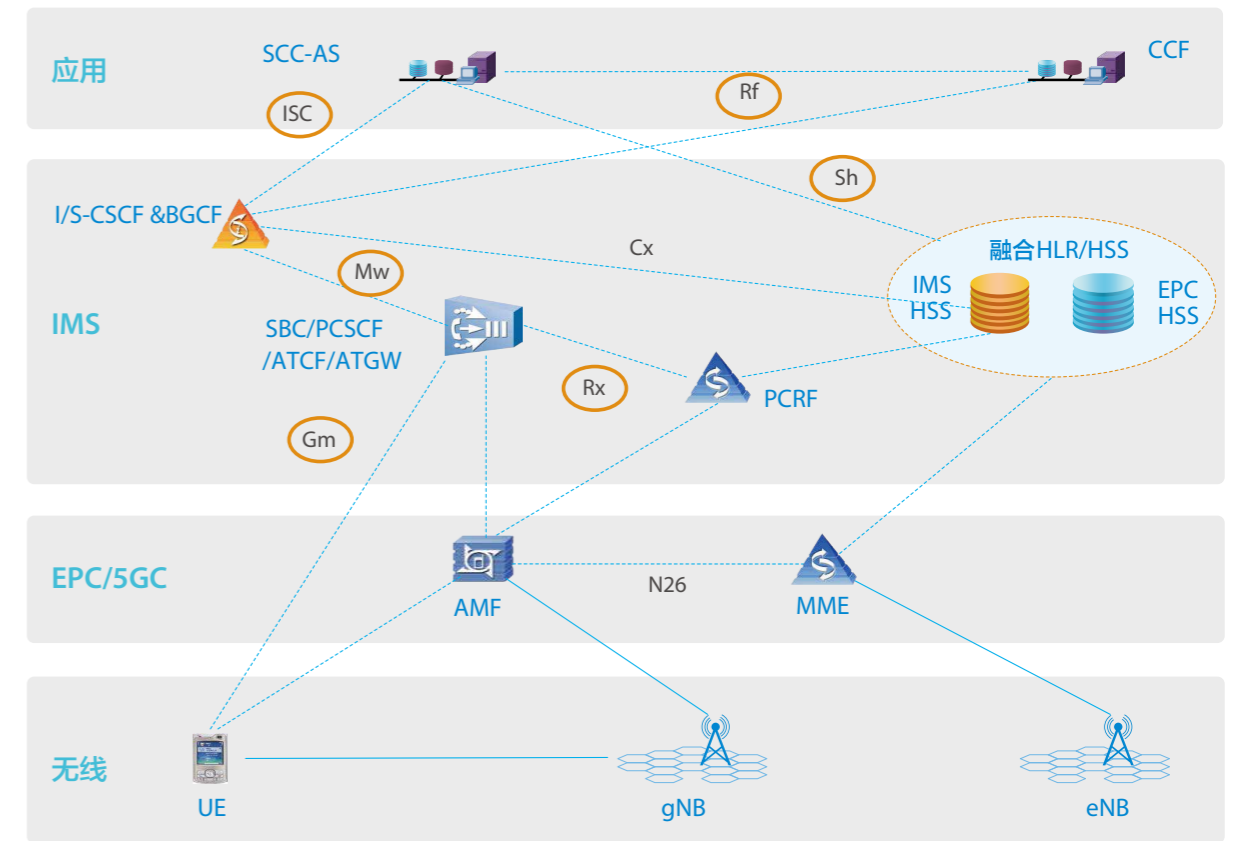 应用
SCC-AS
CCF
ISC
Rf
Sh
I/S-CSCF &BGCF
Cx
融合HLR/HSS
Mw
IMS
HSS
EPC
HSS
IMS
SBC/PCSCF
/ATCF/ATGW
Rx
PCRF
Gm
EPC/5GC
AMF
N26
MME
无线
UE
gNB
eNB